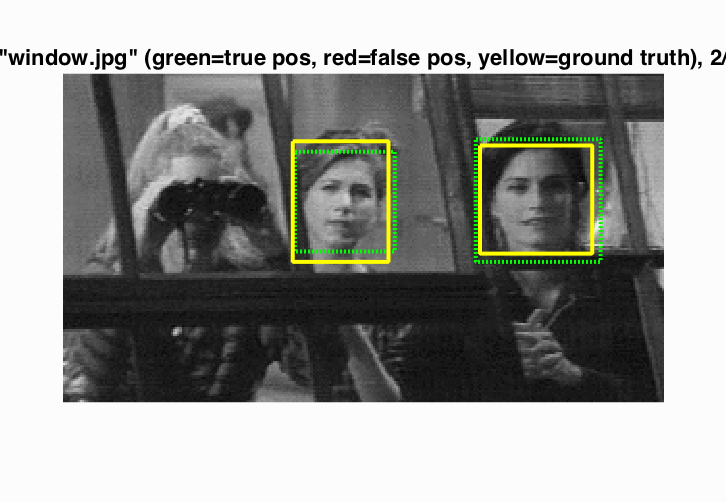 "window.jpg" (green=true pos, red=false pos, yellow=ground truth), 2/